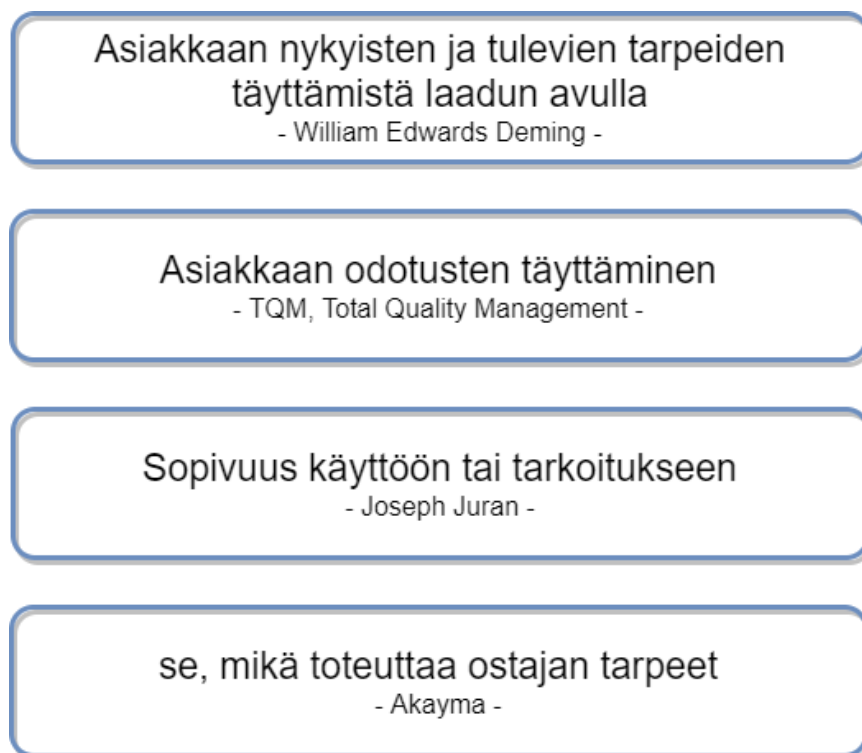 Asiakkaan nykyisten ja tulevien tarpeiden
täyttämistä laadun avulla
- William Edwards Deming -
Asiakkaan odotusten täyttäminen
- TQM, Total Quality Management -
Sopivuus käyttöön tai tarkoitukseen
- Joseph Juran -
se, mikä toteuttaa ostajan tarpeet
- Akayma -